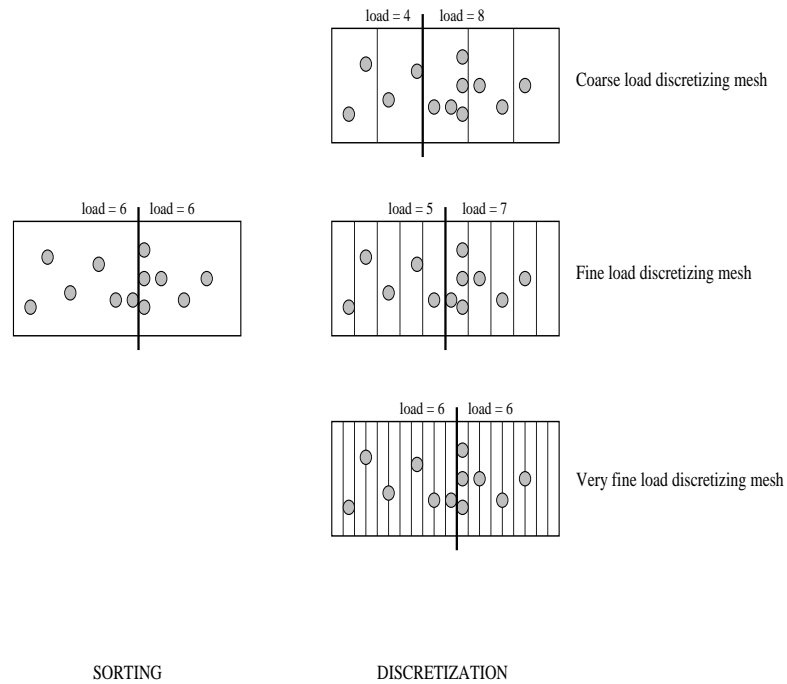 load = 4 load = 8
Coarse load discretizing mesh
load = 6 load = 6
load = 5 load = 7
Fine load discretizing mesh
load = 6 load = 6
Very fine load discretizing mesh
SORTING
DISCRETIZATION